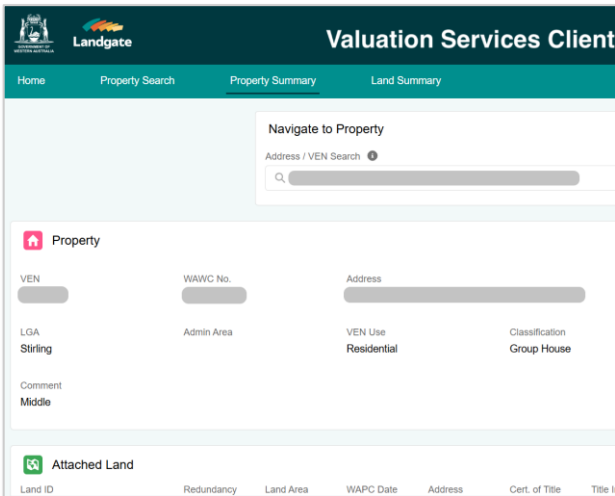 GOVERNMENT OF
WESTERN AUSTRALIA
Landgate
Valuation Services Client
Home Property Search Property Summary Land Summary
Navigate to Property
Address / VEN Search
Property
VEN WAWC No. Address
LGA Admin Area VEN Use Classification
Stirling Residential Group House
Comment
Middle
Attached Land
Land ID Redundancy Land Area WAPC Date Address Cert. of Title Title